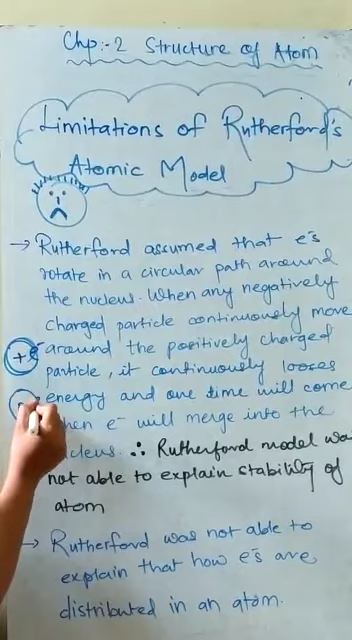 Chp:-2 Structure of Atom
Limitations of Rutherford's
Atomic Model
→ Rutherford assumed that e⁻s
rotate in a circular path around
the nucleus. When any negatively
charged particle continuously move
around the positively charged
particle, it continuously looses
energy and one time will come
when e⁻ will merge into the
∴ Rutherford model was
not able to explain stability of
atom
→ Rutherford was not able to
explain that how e⁻s are
distributed in an atom.
+ e⁻